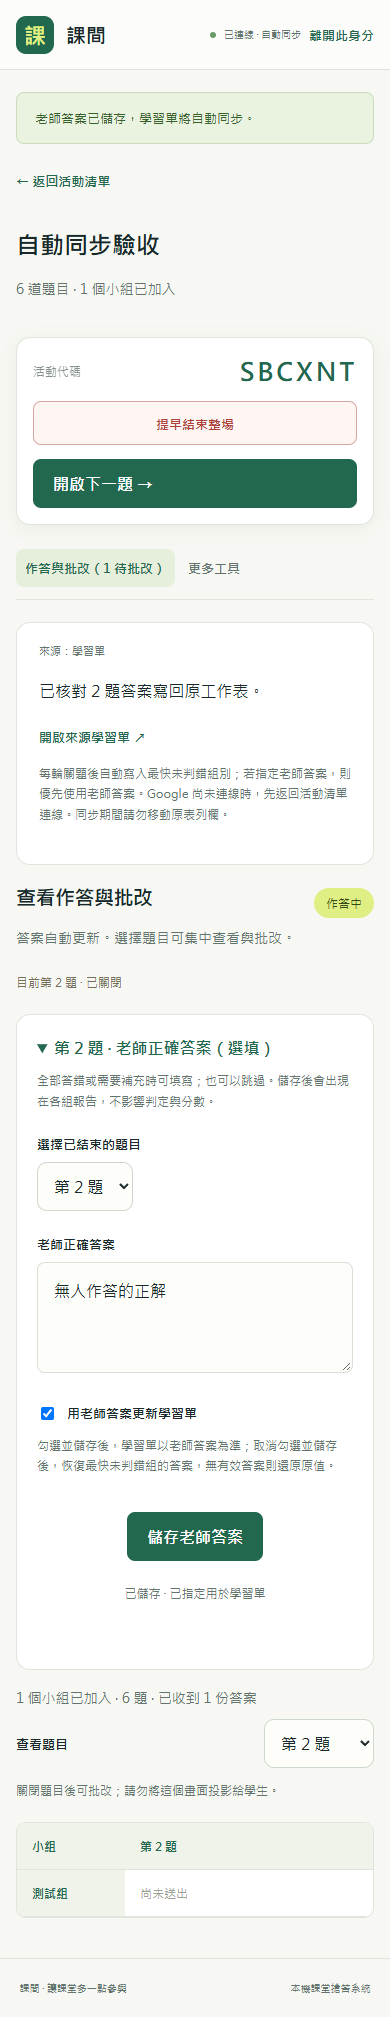 課 課間 已連線 · 自動同步 離開此身分
老師答案已儲存，學習單將自動同步。
← 返回活動清單
自動同步驗收
6 道題目 · 1 個小組已加入
活動代碼 SBCXNT
提早結束整場
開啟下一題 →
作答與批改（1 待批改） 更多工具
來源：學習單
已核對 2 題答案寫回原工作表。
開啟來源學習單 ↗
每輪關題後自動寫入最快未判錯組別；若指定老師答案，則
優先使用老師答案。Google 尚未連線時，先返回活動清單
連線。同步期間請勿移動原表列欄。
查看作答與批改 作答中
答案自動更新。選擇題目可集中查看與批改。
目前第 2 題 · 已關閉
▼ 第 2 題 · 老師正確答案（選填）
全部答錯或需要補充時可填寫；也可以跳過。儲存後會出現
在各組報告，不影響判定與分數。
選擇已結束的題目
第 2 題
老師正確答案
無人作答的正解
用老師答案更新學習單
勾選並儲存後，學習單以老師答案為準；取消勾選並儲存
後，恢復最快未判錯組的答案，無有效答案則還原原值。
儲存老師答案
已儲存 · 已指定用於學習單
1 個小組已加入 · 6 題 · 已收到 1 份答案
查看題目 第 2 題
關閉題目後可批改；請勿將這個畫面投影給學生。
小組 第 2 題
測試組 尚未送出
課間 · 讓課堂多一點參與 本機課堂搶答系統